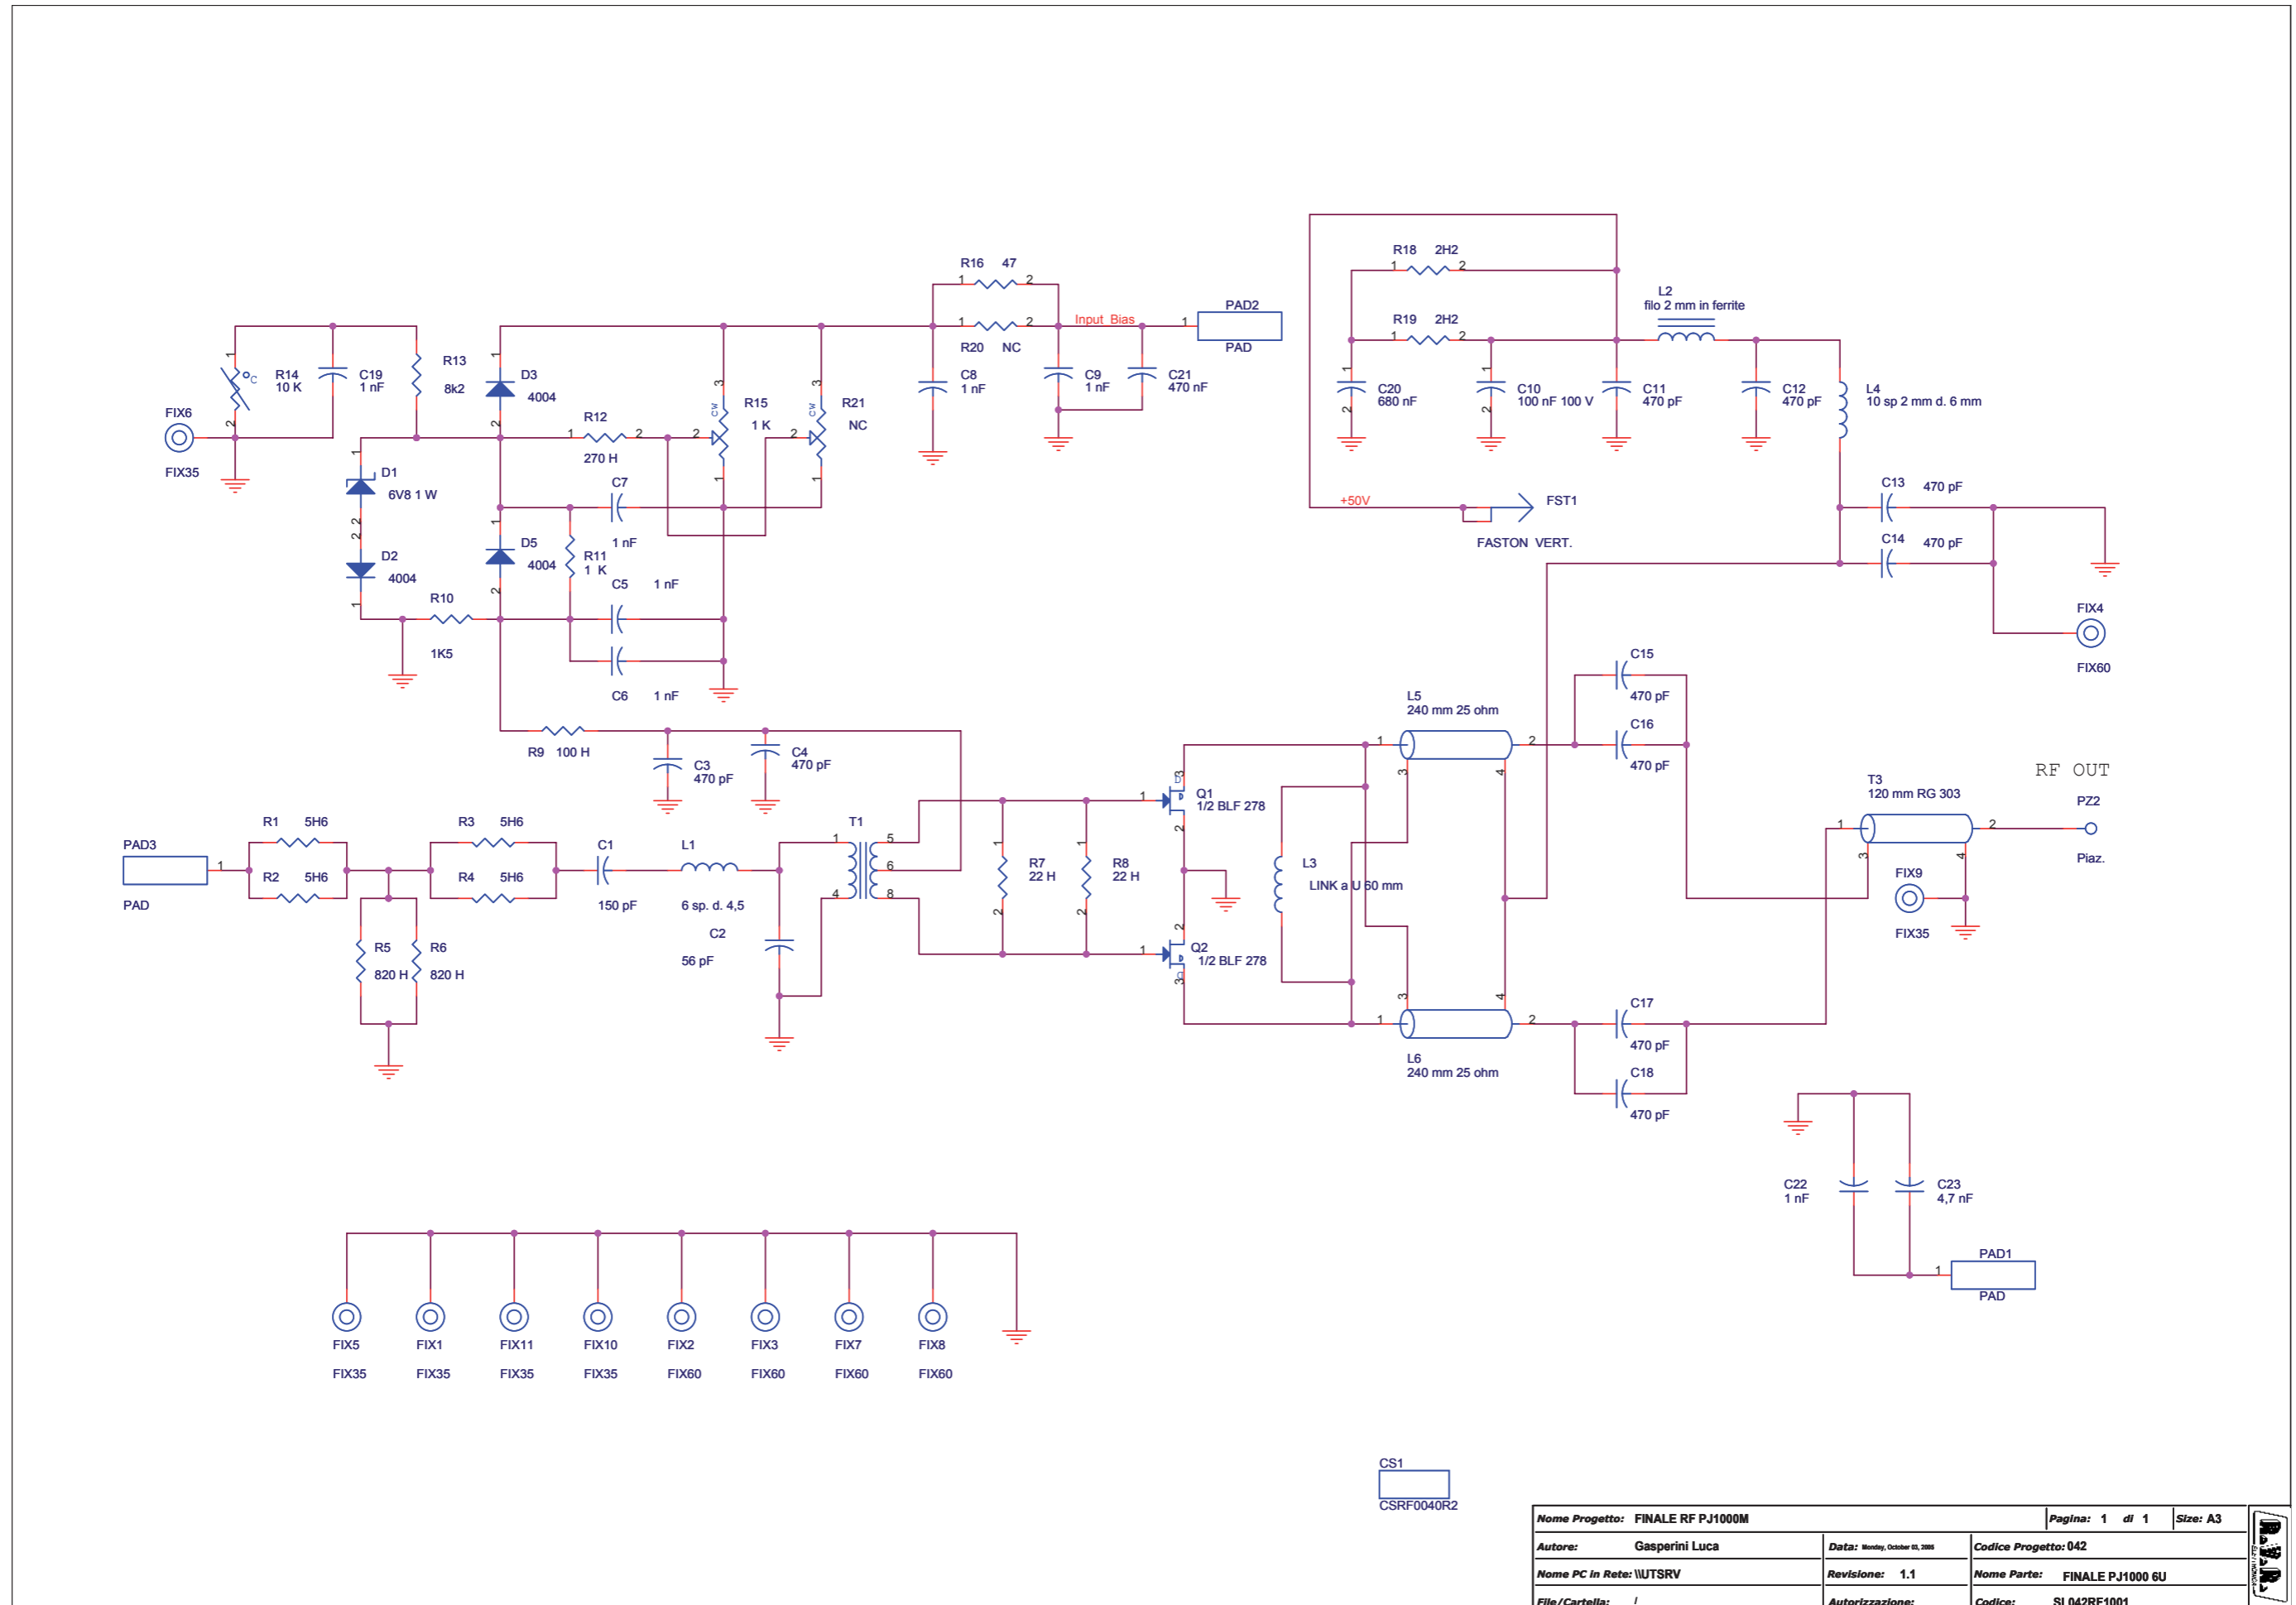 R16 47
R18 2H2
L2
filo 2 mm in ferrite
PAD2
Input Bias
PAD
R19 2H2
R20 NC
R14
10 K
C19
1 nF
R13
8k2
D3
4004
C8
1 nF
C9
1 nF
C21
470 nF
C20
680 nF
C10
100 nF 100 V
C11
470 pF
C12
470 pF
L4
10 sp 2 mm d. 6 mm
FIX6
FIX35
°C
R12
270 H
CW
R15
1 K
CW
R21
NC
D1
6V8 1 W
C7
1 nF
+50V
FST1
FASTON VERT.
C13 470 pF
C14 470 pF
D2
4004
D5
4004
R11
1 K
C5 1 nF
R10
1K5
C6 1 nF
FIX4
FIX60
C15
470 pF
L5
240 mm 25 ohm
C16
470 pF
R9 100 H
C3
470 pF
C4
470 pF
Q1
1/2 BLF 278
RF OUT
T3
120 mm RG 303
PZ2
Piaz.
PAD3
PAD
R1 5H6
R2 5H6
R3 5H6
R4 5H6
C1
150 pF
L1
6 sp. d. 4,5
T1
R7
22 H
R8
22 H
L3
LINK a U 60 mm
FIX9
FIX35
C2
56 pF
R5
820 H
R6
820 H
Q2
1/2 BLF 278
L6
240 mm 25 ohm
C17
470 pF
C18
470 pF
C22
1 nF
C23
4,7 nF
PAD1
PAD
FIX5 FIX1 FIX11 FIX10 FIX2 FIX3 FIX7 FIX8
FIX35 FIX35 FIX35 FIX35 FIX60 FIX60 FIX60 FIX60
CS1
CSRF0040R2
Nome Progetto: FINALE RF PJ1000M Pagina: 1 di 1 Size: A3
Autore: Gasperini Luca Data: Monday, October 03, 2005 Codice Progetto: 042
Nome PC in Rete: \\UTSRV Revisione: 1.1 Nome Parte: FINALE PJ1000 6U
File/Cartella: / Autorizzazione: Codice: SL042RF1001
R.V.R.